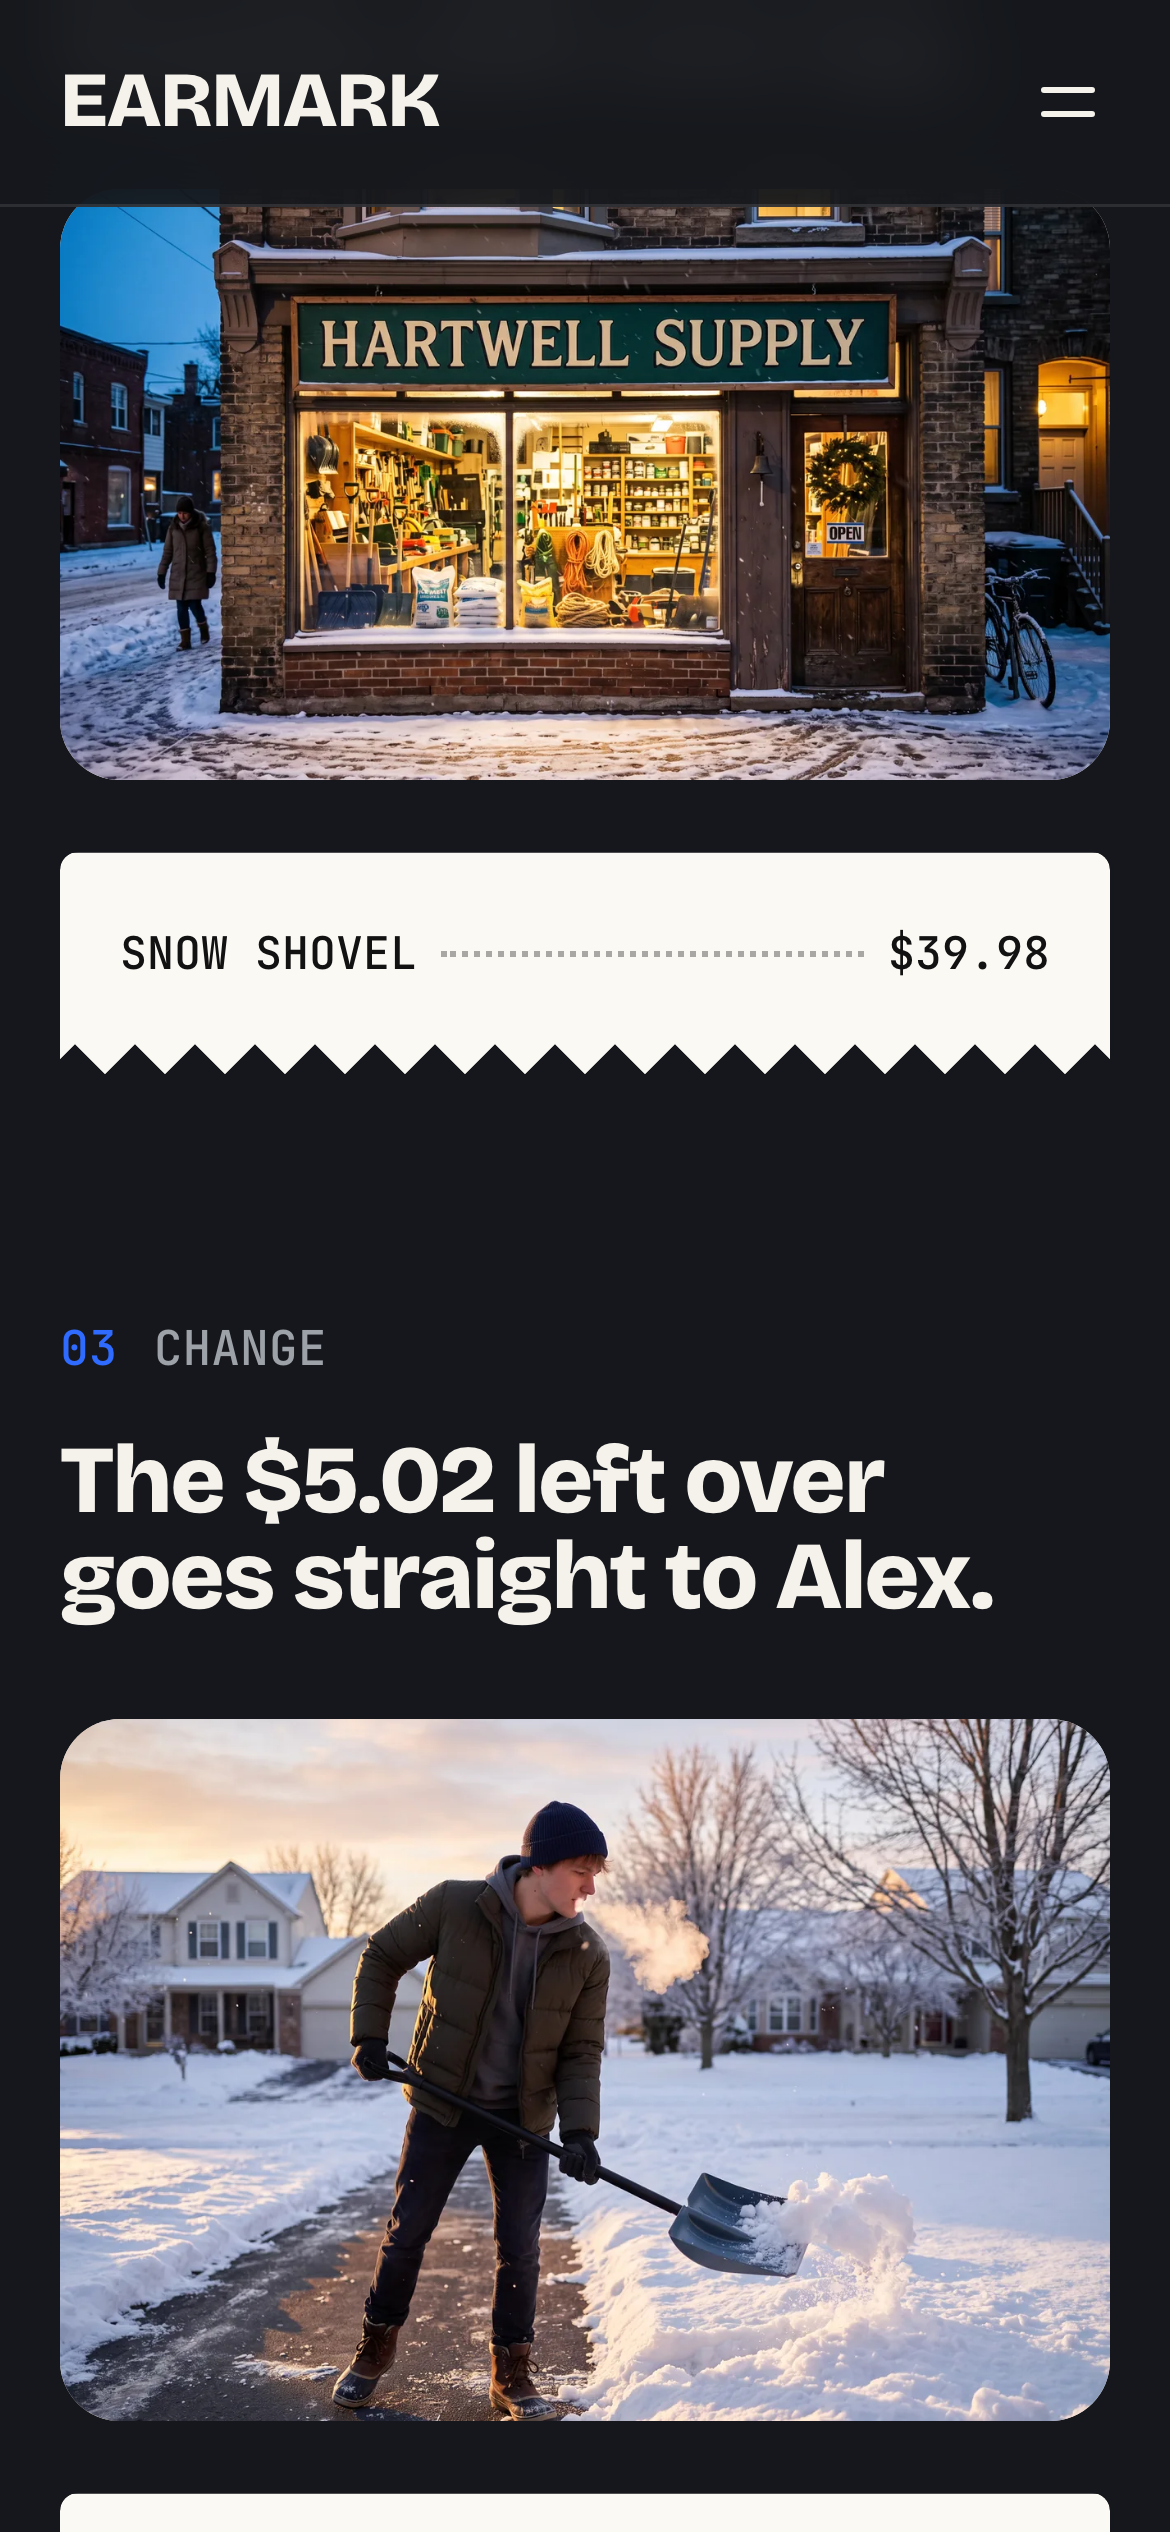 EARMARK
HARTWELL SUPPLY
OPEN
SNOW SHOVEL $39.98
03 CHANGE
The $5.02 left over
goes straight to Alex.